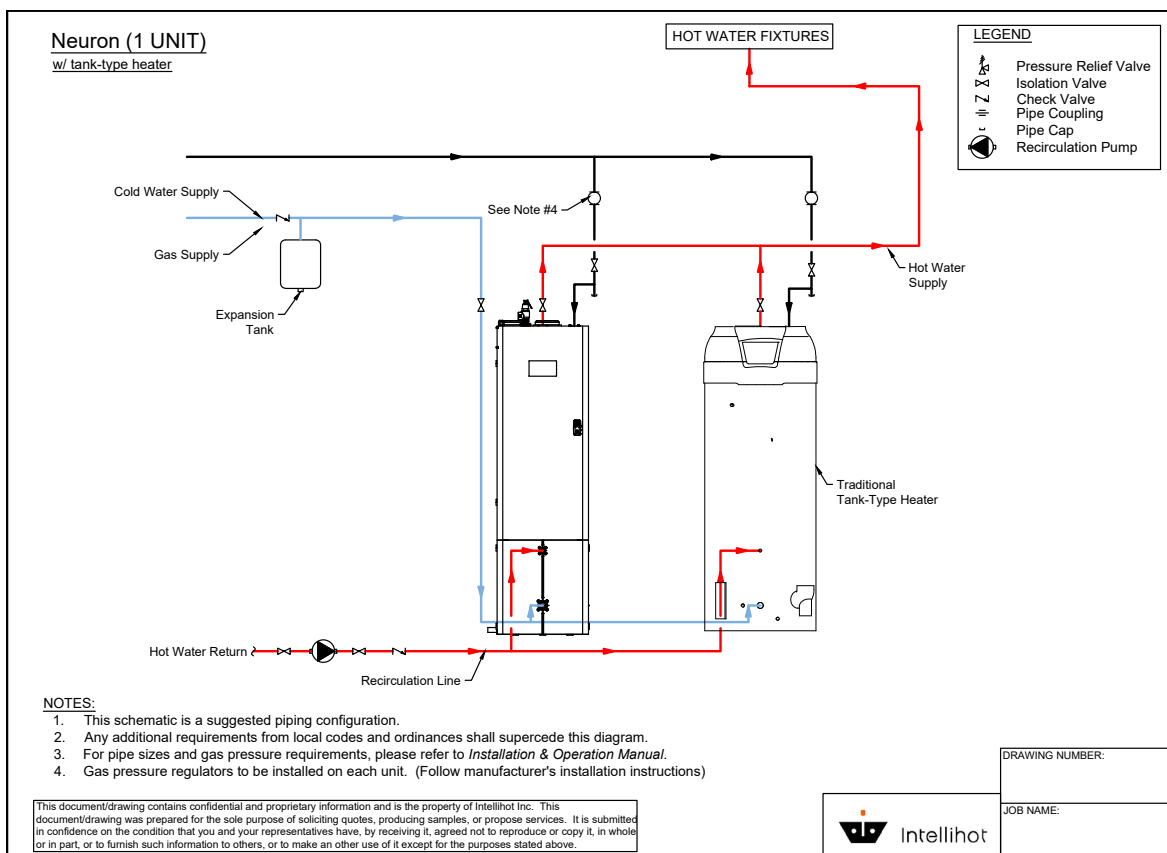 Neuron (1 UNIT)
w/ tank-type heater
HOT WATER FIXTURES
LEGEND
Pressure Relief Valve
Isolation Valve
Check Valve
Pipe Coupling
Pipe Cap
Recirculation Pump
Cold Water Supply
Gas Supply
See Note #4
Hot Water
Supply
Expansion
Tank
Traditional
Tank-Type Heater
Hot Water Return
Recirculation Line
NOTES:
1. This schematic is a suggested piping configuration.
2. Any additional requirements from local codes and ordinances shall supercede this diagram.
3. For pipe sizes and gas pressure requirements, please refer to Installation & Operation Manual.
4. Gas pressure regulators to be installed on each unit. (Follow manufacturer's installation instructions)
This document/drawing contains confidential and proprietary information and is the property of Intellihot Inc. This
document/drawing was prepared for the sole purpose of soliciting quotes, producing samples, or propose services. It is submitted
in confidence on the condition that you and your representatives have, by receiving it, agreed not to reproduce or copy it, in whole
or in part, or to furnish such information to others, or to make an other use of it except for the purposes stated above.
Intellihot
DRAWING NUMBER:
JOB NAME: